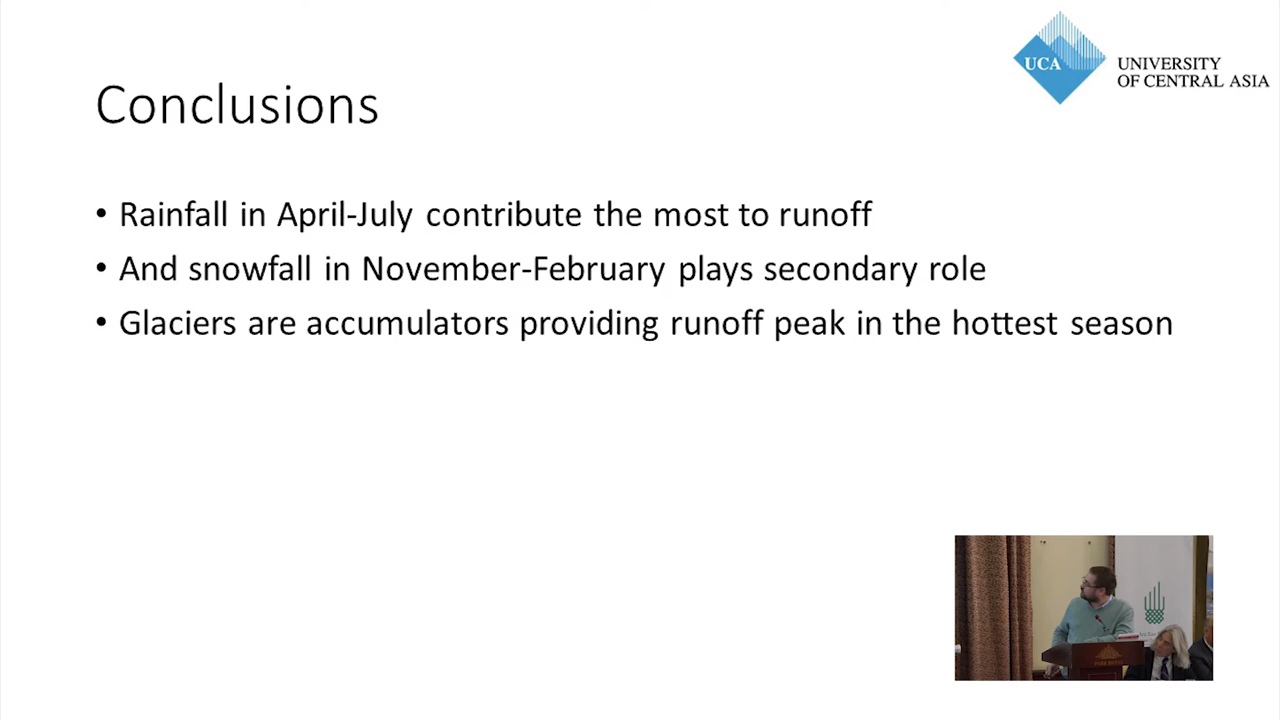 UCA
UNIVERSITY
OF CENTRAL ASIA
Conclusions
• Rainfall in April-July contribute the most to runoff
• And snowfall in November-February plays secondary role
• Glaciers are accumulators providing runoff peak in the hottest season